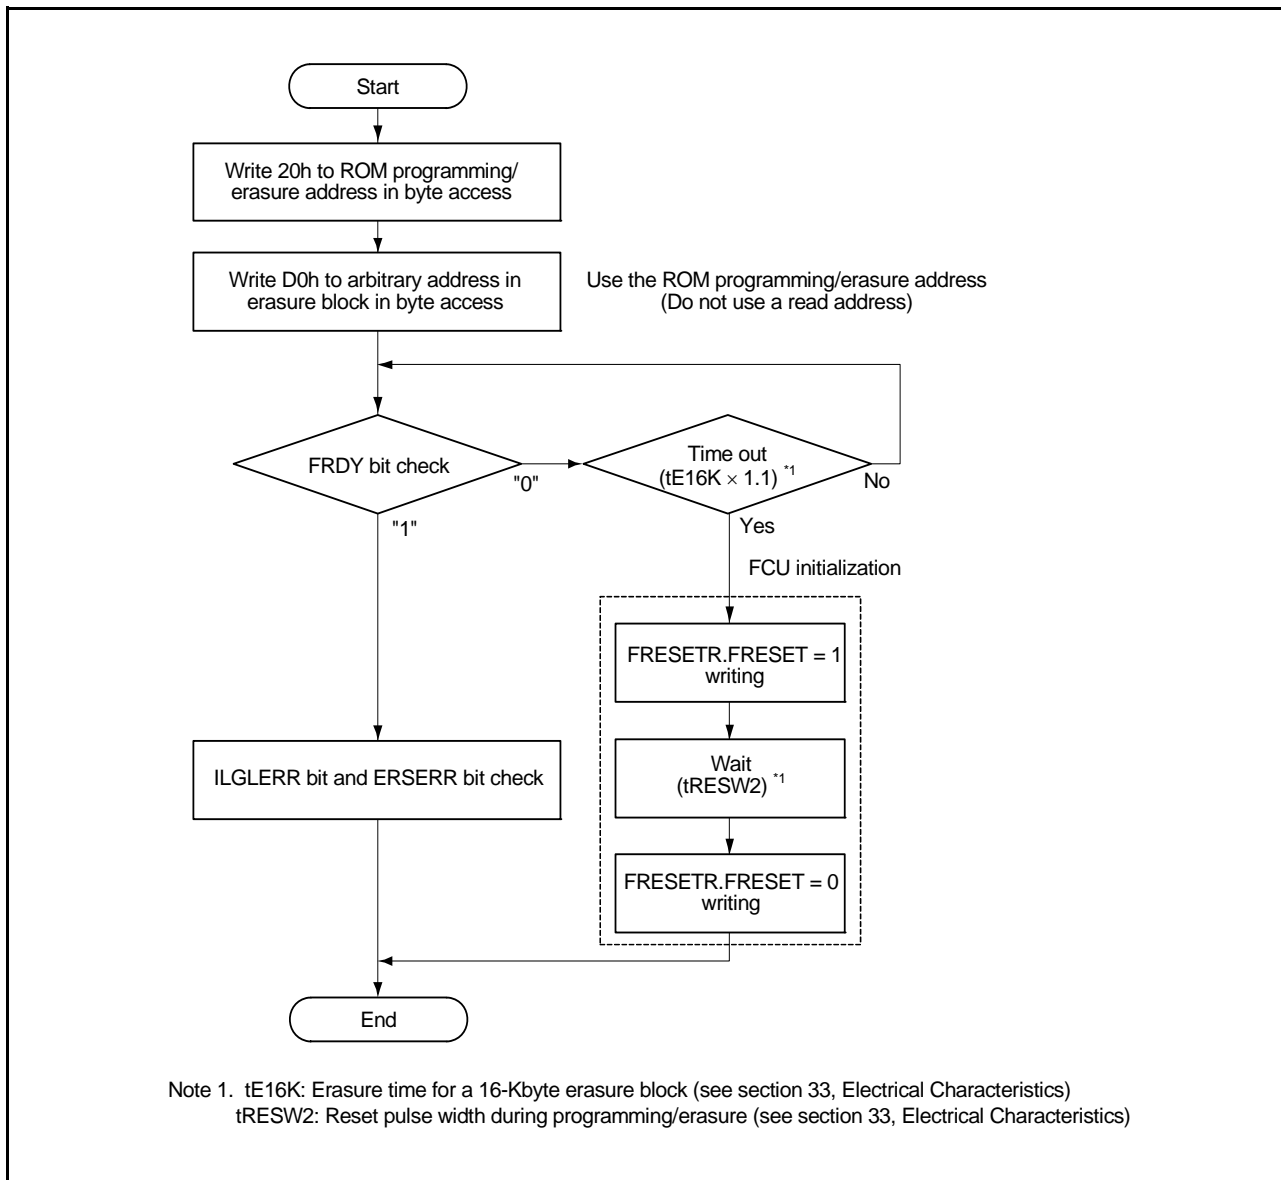 Start
Write 20h to ROM programming/
erasure address in byte access
Write D0h to arbitrary address in
erasure block in byte access
Use the ROM programming/erasure address
(Do not use a read address)
FRDY bit check
"0"
Time out
(tE16K × 1.1) *1
No
"1"
Yes
FCU initialization
FRESETR.FRESET = 1
writing
ILGLERR bit and ERSERR bit check
Wait
(tRESW2) *1
FRESETR.FRESET = 0
writing
End
Note 1. tE16K: Erasure time for a 16-Kbyte erasure block (see section 33, Electrical Characteristics)
tRESW2: Reset pulse width during programming/erasure (see section 33, Electrical Characteristics)